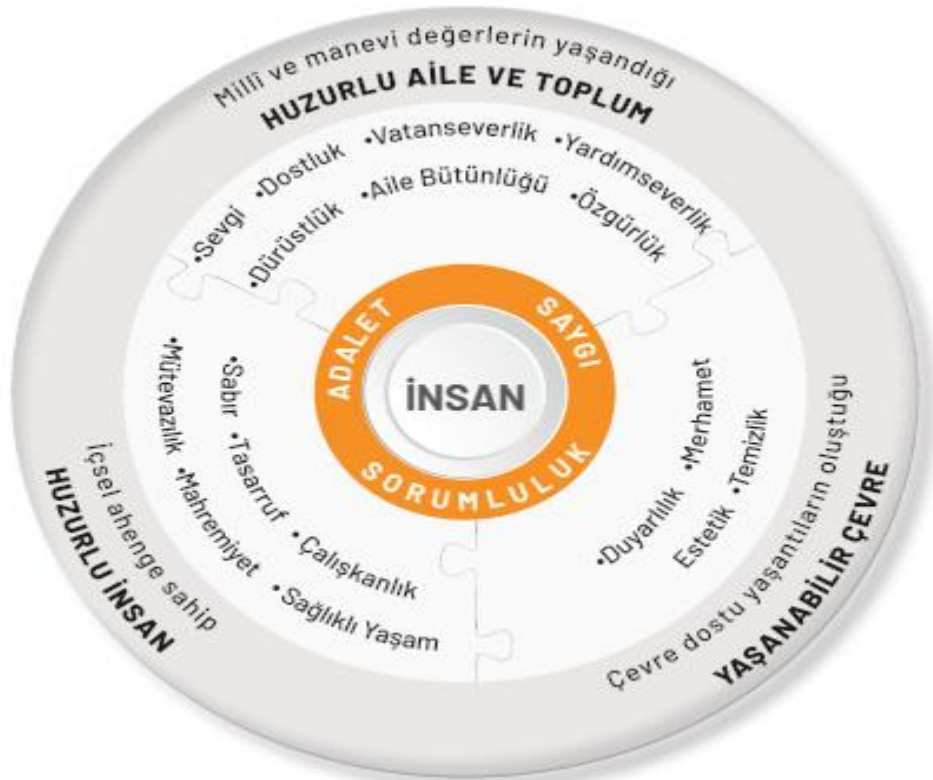 Millî ve manevi değerlerin yaşandığı
HUZURLU AİLE VE TOPLUM
•Sevgi •Dostluk •Vatanseverlik •Yardımseverlik
•Dürüstlük •Aile Bütünlüğü •Özgürlük
ADALET
SAYGI
SORUMLULUK
İNSAN
•Mütevazılık •Mahremiyet •Sağlıklı Yaşam
•Sabır •Tasarruf •Çalışkanlık
İçsel ahenge sahip
HUZURLU İNSAN
•Duyarlılık •Merhamet
Estetik •Temizlik
Çevre dostu yaşantıların oluştuğu
YAŞANABİLİR ÇEVRE